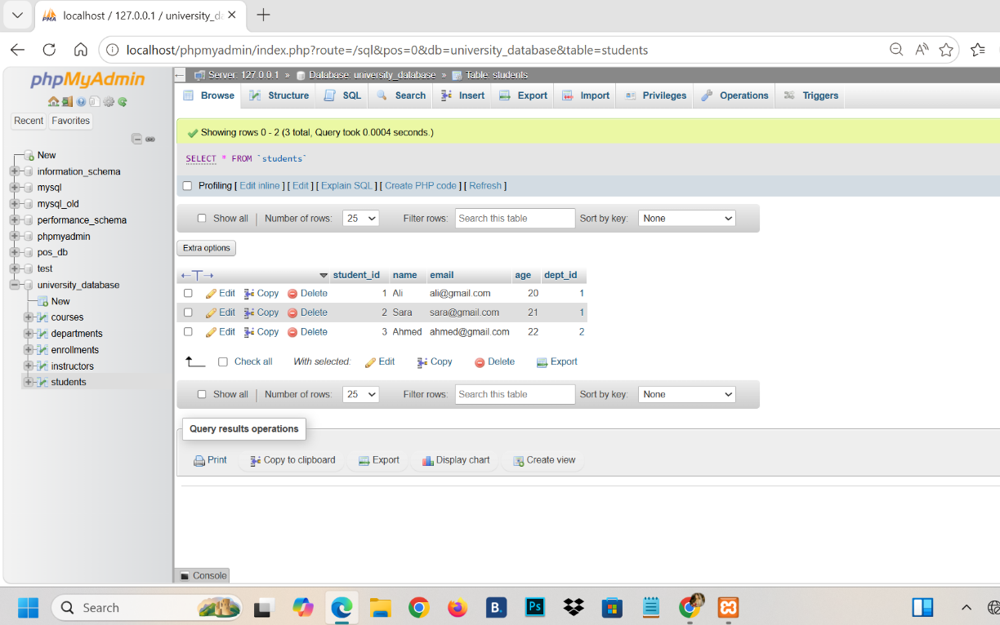 localhost / 127.0.0.1 / university_da
localhost/phpmyadmin/index.php?route=/sql&pos=0&db=university_database&table=students
phpMyAdmin
Recent Favorites
New
information_schema
mysql
mysql_old
performance_schema
phpmyadmin
pos_db
test
university_database
New
courses
departments
enrollments
instructors
students
Server: 127.0.0.1 » Database: university_database » Table: students
Browse Structure SQL Search Insert Export Import Privileges Operations Triggers
Showing rows 0 - 2 (3 total, Query took 0.0004 seconds.)
SELECT * FROM `students`
Profiling [ Edit inline ] [ Edit ] [ Explain SQL ] [ Create PHP code ] [ Refresh ]
Show all | Number of rows: 25 Filter rows: Search this table Sort by key: None
Extra options
←T→ student_id name email age dept_id
Edit Copy Delete 1 Ali ali@gmail.com 20 1
Edit Copy Delete 2 Sara sara@gmail.com 21 1
Edit Copy Delete 3 Ahmed ahmed@gmail.com 22 2
Check all With selected: Edit Copy Delete Export
Show all | Number of rows: 25 Filter rows: Search this table Sort by key: None
Query results operations
Print Copy to clipboard Export Display chart Create view
Console
Search B. Ps